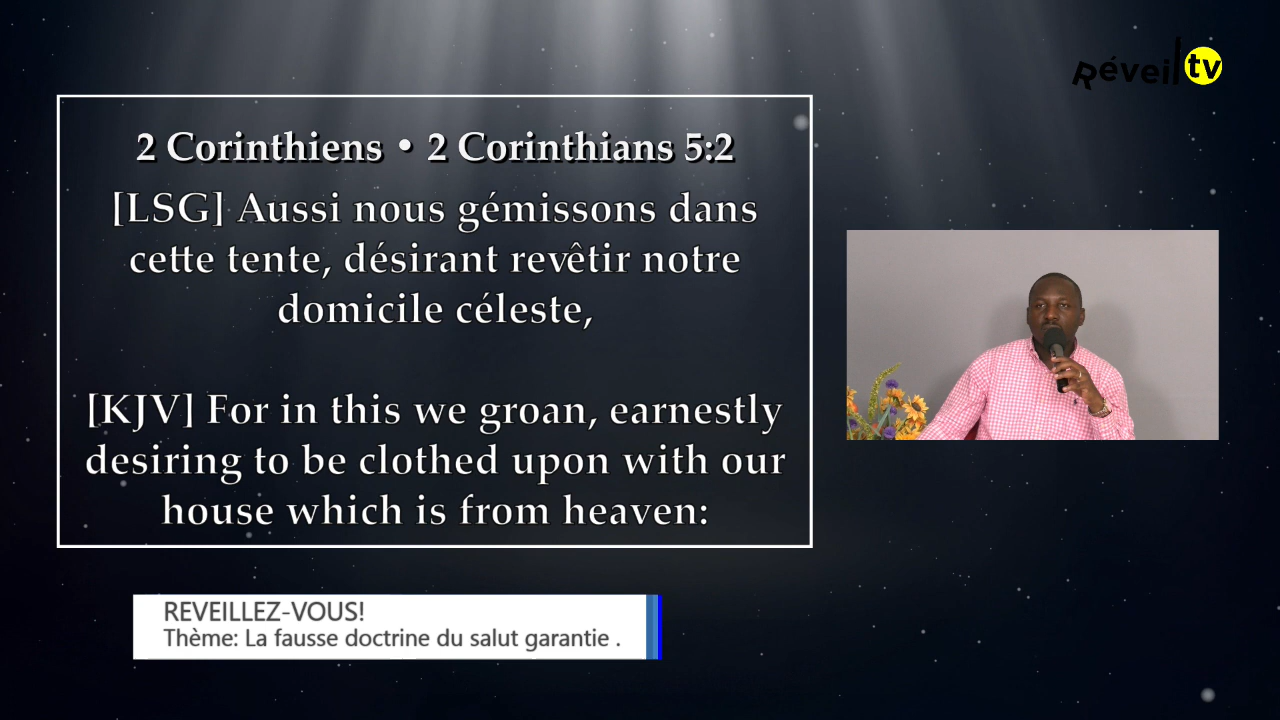 Réveil tv
2 Corinthiens • 2 Corinthians 5:2
[LSG] Aussi nous gémissons dans
cette tente, désirant revêtir notre
domicile céleste,
[KJV] For in this we groan, earnestly
desiring to be clothed upon with our
house which is from heaven:
REVEILLEZ-VOUS!
Thème: La fausse doctrine du salut garantie .